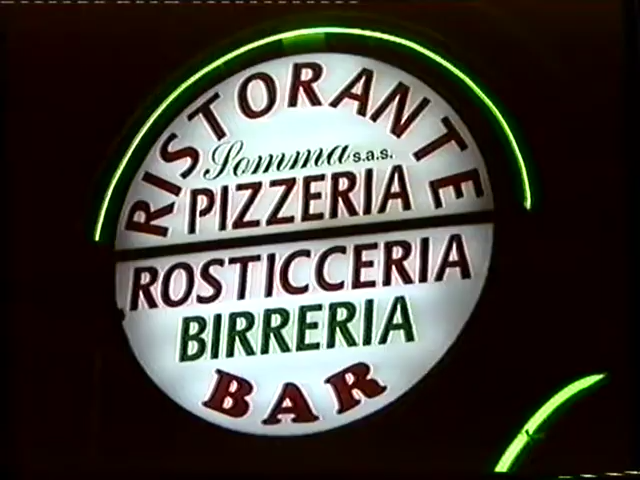 RISTORANTE
Somma s.a.s.
PIZZERIA
ROSTICCERIA
BIRRERIA
BAR